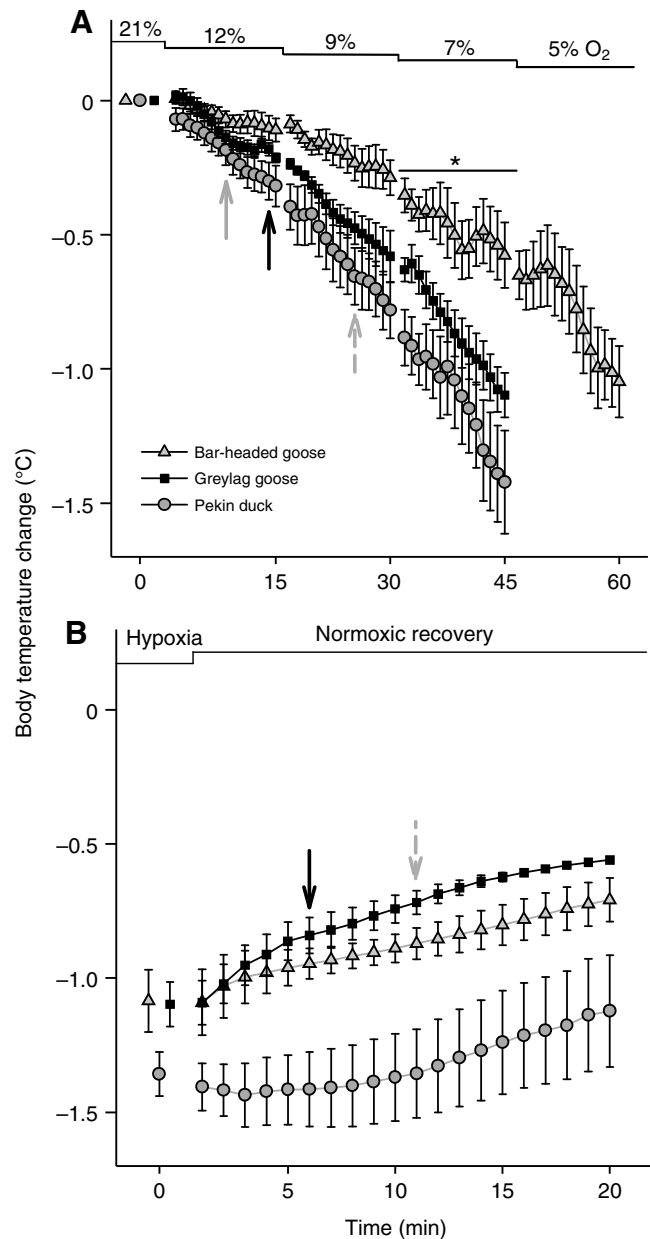 A
21%
12%
9%
7%
5% O2
*
0
−0.5
−1.0
−1.5
Bar-headed goose
Greylag goose
Pekin duck
0 15 30 45 60
Body temperature change (°C)
B
Hypoxia
Normoxic recovery
0
−0.5
−1.0
−1.5
0 5 10 15 20
Time (min)